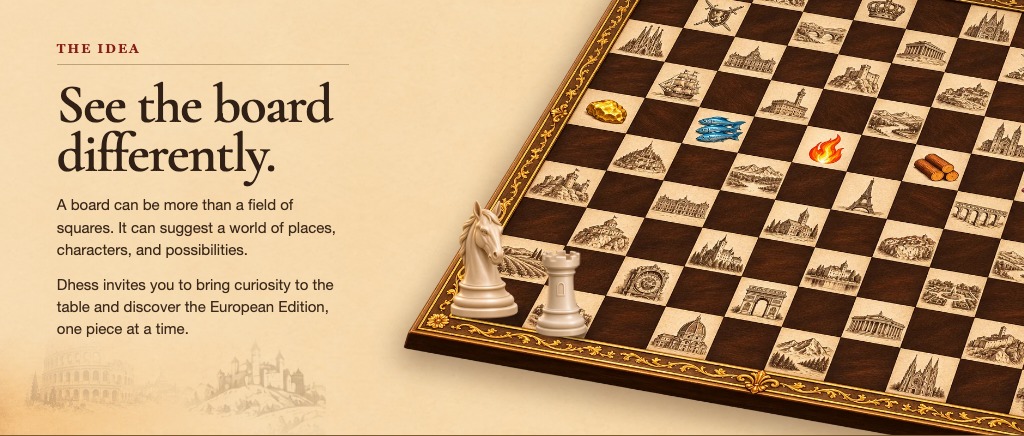 THE IDEA
See the board
differently.
A board can be more than a field of
squares. It can suggest a world of places,
characters, and possibilities.
Dhess invites you to bring curiosity to the
table and discover the European Edition,
one piece at a time.